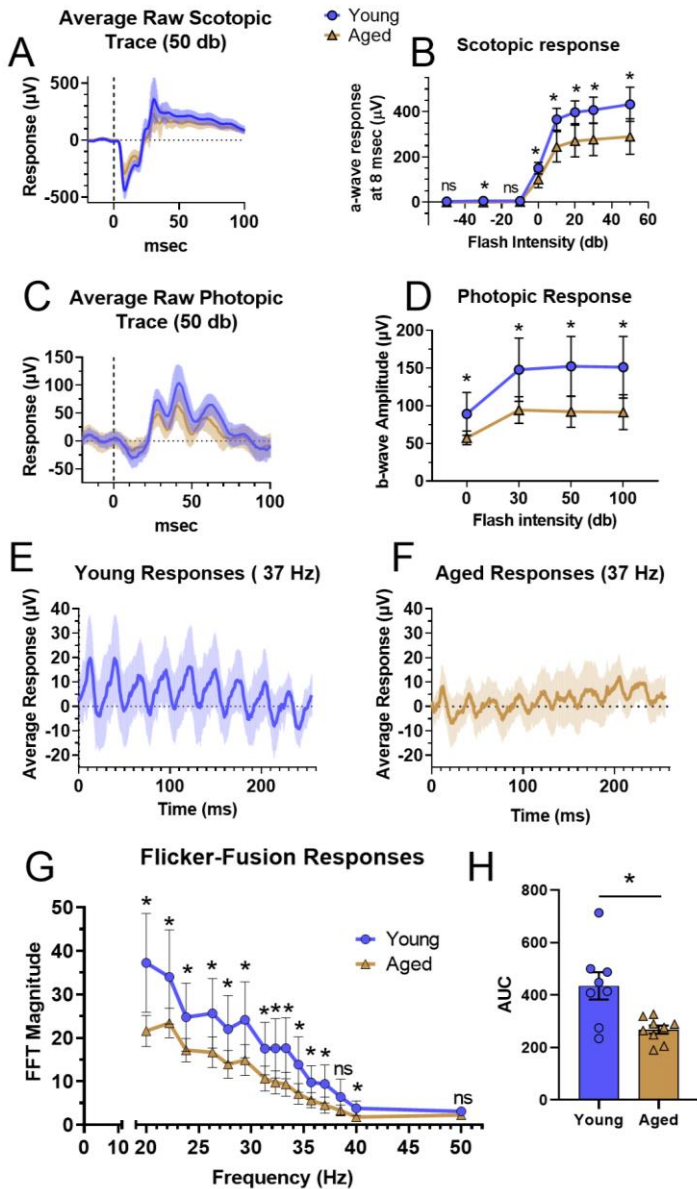 Average Raw Scotopic
Trace (50 db)
Young
Aged
A
500
0
-500
Response (µV)
0
50
100
msec
B
Scotopic response
a-wave response
at 8 msec (µV)
400
200
0
ns
*
ns
*
*
*
*
*
-40
-20
0
20
40
60
Flash Intensity (db)
C
Average Raw Photopic
Trace (50 db)
150
100
50
0
-50
Response (µV)
0
50
100
msec
D
Photopic Response
200
150
100
50
0
b-wave Amplitude (µV)
*
*
*
*
0
30
50
100
Flash intensity (db)
E
Young Responses ( 37 Hz)
40
30
20
10
0
-10
-20
Average Response (µV)
0
100
200
Time (ms)
F
Aged Responses (37 Hz)
40
30
20
10
0
-10
-20
Average Response (µV)
0
100
200
Time (ms)
G
Flicker-Fusion Responses
50
40
30
20
10
0
FFT Magnitude
Young
Aged
*
*
*
*
*
*
*
*
*
*
*
*
ns
*
ns
0
10
20
25
30
35
40
45
50
Frequency (Hz)
H
800
600
400
200
0
AUC
*
Young
Aged